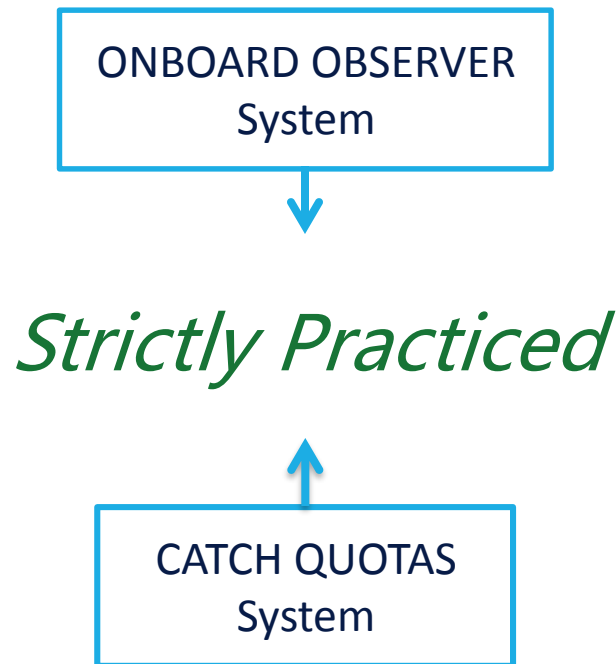 ONBOARD OBSERVER
System
Strictly Practiced
CATCH QUOTAS
System